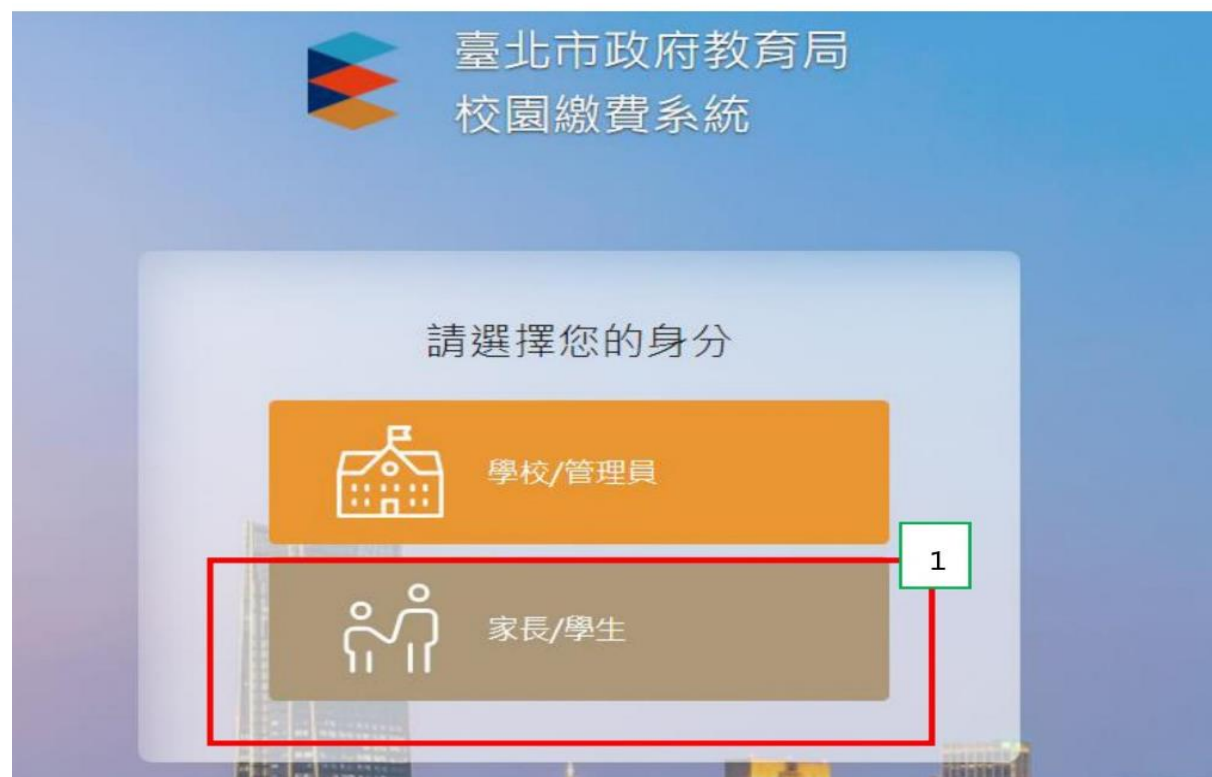 臺北市政府教育局
校園繳費系統
請選擇您的身分
學校/管理員
1
家長/學生